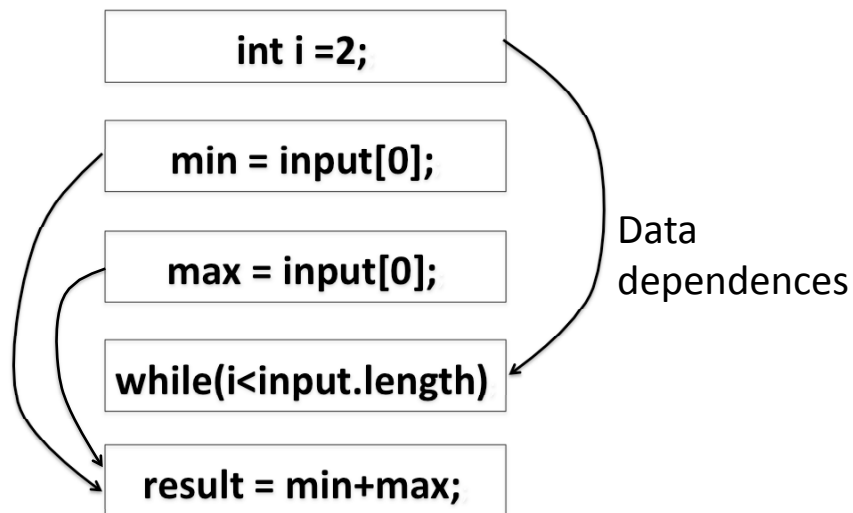 int i =2;
min = input[0];
max = input[0];
Data
dependences
while(i<input.length)
result = min+max;